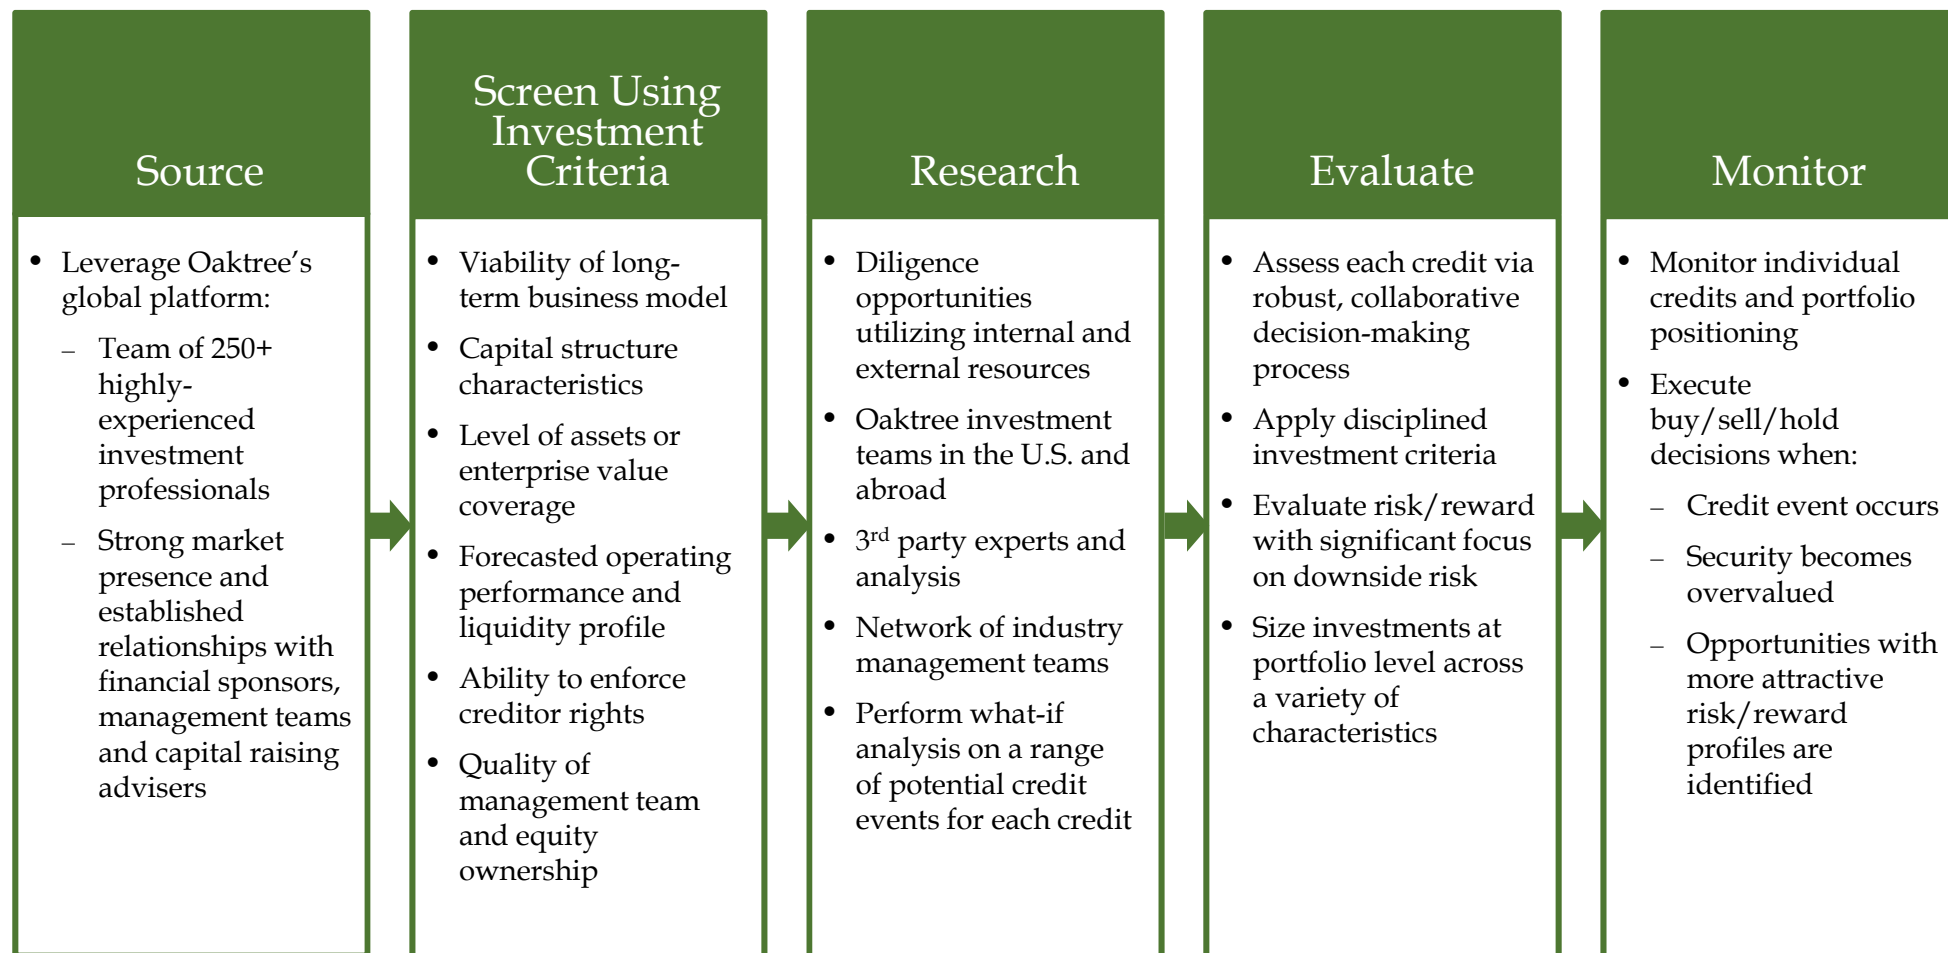 Source
• Leverage Oaktree’s
global platform:
– Team of 250+
highly-
experienced
investment
professionals
– Strong market
presence and
established
relationships with
financial sponsors,
management teams
and capital raising
advisers
Screen Using
Investment
Criteria
• Viability of long-
term business model
• Capital structure
characteristics
• Level of assets or
enterprise value
coverage
• Forecasted operating
performance and
liquidity profile
• Ability to enforce
creditor rights
• Quality of
management team
and equity
ownership
Research
• Diligence
opportunities
utilizing internal and
external resources
• Oaktree investment
teams in the U.S. and
abroad
• 3rd party experts and
analysis
• Network of industry
management teams
• Perform what-if
analysis on a range
of potential credit
events for each credit
Evaluate
• Assess each credit via
robust, collaborative
decision-making
process
• Apply disciplined
investment criteria
• Evaluate risk/reward
with significant focus
on downside risk
• Size investments at
portfolio level across
a variety of
characteristics
Monitor
• Monitor individual
credits and portfolio
positioning
• Execute
buy/sell/hold
decisions when:
– Credit event occurs
– Security becomes
overvalued
– Opportunities with
more attractive
risk/reward
profiles are
identified